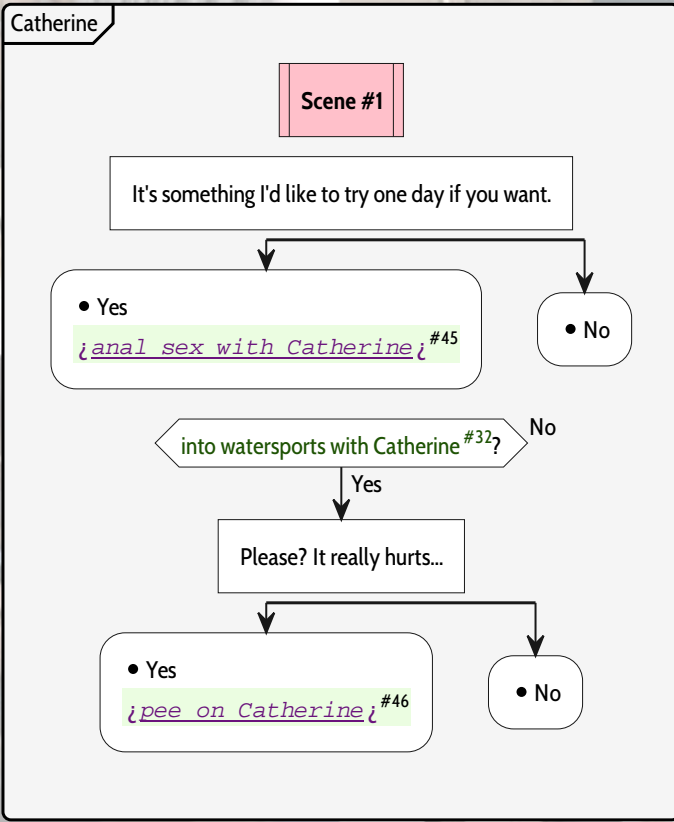 Catherine
Scene #1
It's something I'd like to try one day if you want.
● Yes
¿anal sex with Catherine¿ #45
● No
into watersports with Catherine #32?
No
Yes
Please? It really hurts...
● Yes
¿pee on Catherine¿ #46
● No